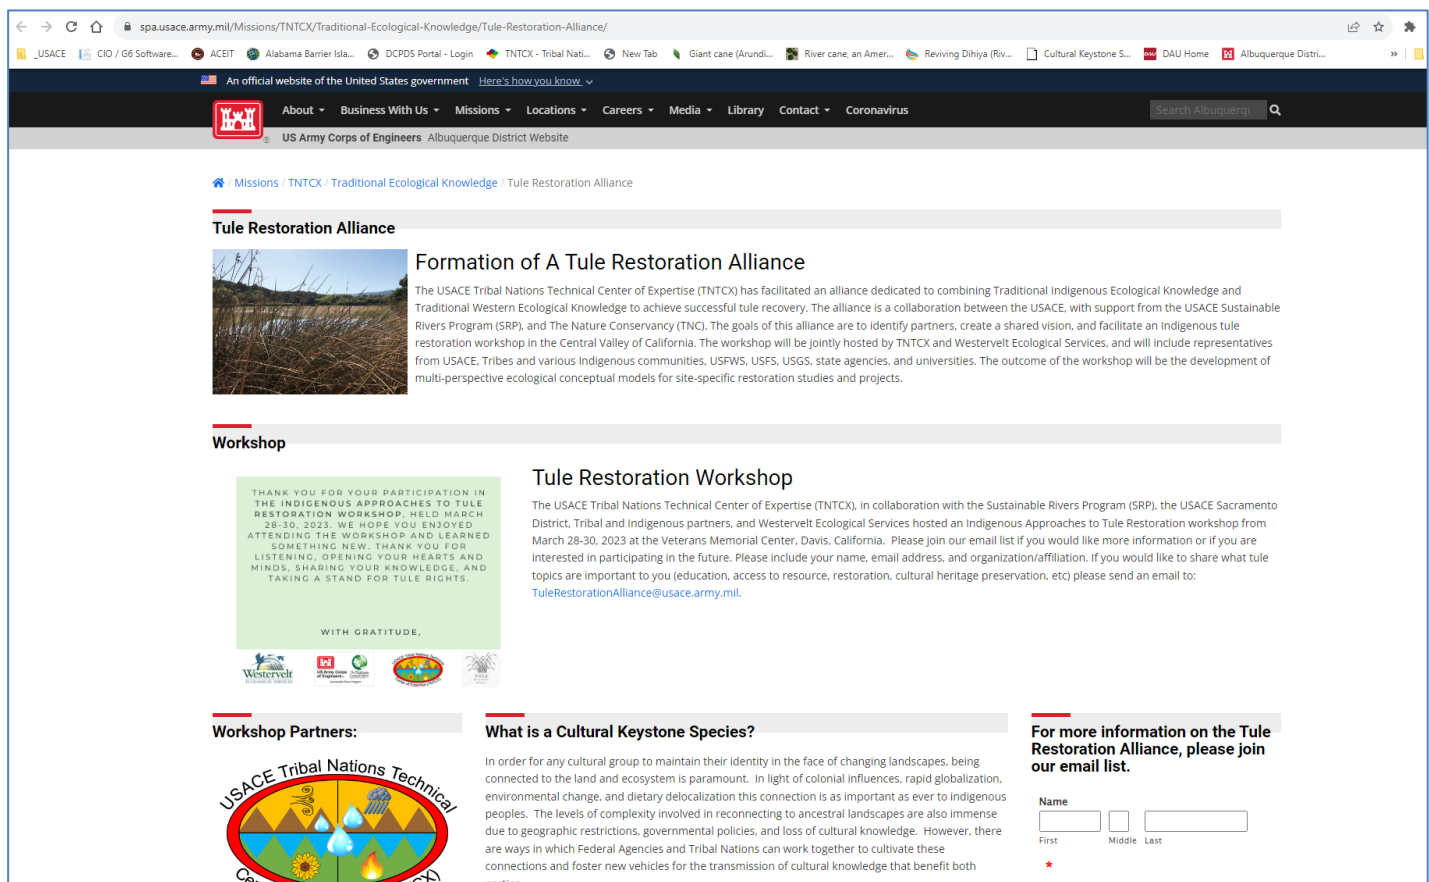 spa.usace.army.mil/Missions/TNTCX/Traditional-Ecological-Knowledge/Tule-Restoration-Alliance/
_USACE CIO / G6 Software... ACEIT Alabama Barrier Isla... DCPDS Portal - Login TNTCX - Tribal Nati... New Tab Giant cane (Arundi... River cane, an Amer... Reviving Dihiya (Riv... Cultural Keystone S... DAU Home Albuquerque Distri... »
An official website of the United States government Here's how you know
About Business With Us Missions Locations Careers Media Library Contact Coronavirus Search Albuquerqu
US Army Corps of Engineers Albuquerque District Website
/ Missions / TNTCX / Traditional Ecological Knowledge / Tule Restoration Alliance
Tule Restoration Alliance
Formation of A Tule Restoration Alliance
The USACE Tribal Nations Technical Center of Expertise (TNTCX) has facilitated an alliance dedicated to combining Traditional Indigenous Ecological Knowledge and
Traditional Western Ecological Knowledge to achieve successful tule recovery. The alliance is a collaboration between the USACE, with support from the USACE Sustainable
Rivers Program (SRP), and The Nature Conservancy (TNC). The goals of this alliance are to identify partners, create a shared vision, and facilitate an Indigenous tule
restoration workshop in the Central Valley of California. The workshop will be jointly hosted by TNTCX and Westervelt Ecological Services, and will include representatives
from USACE, Tribes and various Indigenous communities, USFWS, USFS, USGS, state agencies, and universities. The outcome of the workshop will be the development of
multi-perspective ecological conceptual models for site-specific restoration studies and projects.
Workshop
THANK YOU FOR YOUR PARTICIPATION IN
THE INDIGENOUS APPROACHES TO TULE
RESTORATION WORKSHOP, HELD MARCH
28-30, 2023. WE HOPE YOU ENJOYED
ATTENDING THE WORKSHOP AND LEARNED
SOMETHING NEW. THANK YOU FOR
LISTENING, OPENING YOUR HEARTS AND
MINDS, SHARING YOUR KNOWLEDGE, AND
TAKING A STAND FOR TULE RIGHTS.
WITH GRATITUDE,
Westervelt
ECOLOGICAL SERVICES
US Army Corps
of Engineers
TULE
Tule Restoration Workshop
The USACE Tribal Nations Technical Center of Expertise (TNTCX), in collaboration with the Sustainable Rivers Program (SRP), the USACE Sacramento
District, Tribal and Indigenous partners, and Westervelt Ecological Services hosted an Indigenous Approaches to Tule Restoration workshop from
March 28-30, 2023 at the Veterans Memorial Center, Davis, California. Please join our email list if you would like more information or if you are
interested in participating in the future. Please include your name, email address, and organization/affiliation. If you would like to share what tule
topics are important to you (education, access to resource, restoration, cultural heritage preservation, etc) please send an email to:
TuleRestorationAlliance@usace.army.mil.
Workshop Partners:
USACE Tribal Nations Technical
What is a Cultural Keystone Species?
In order for any cultural group to maintain their identity in the face of changing landscapes, being
connected to the land and ecosystem is paramount. In light of colonial influences, rapid globalization,
environmental change, and dietary delocalization this connection is as important as ever to indigenous
peoples. The levels of complexity involved in reconnecting to ancestral landscapes are also immense
due to geographic restrictions, governmental policies, and loss of cultural knowledge. However, there
are ways in which Federal Agencies and Tribal Nations can work together to cultivate these
connections and foster new vehicles for the transmission of cultural knowledge that benefit both
For more information on the Tule
Restoration Alliance, please join
our email list.
Name
First Middle Last
*